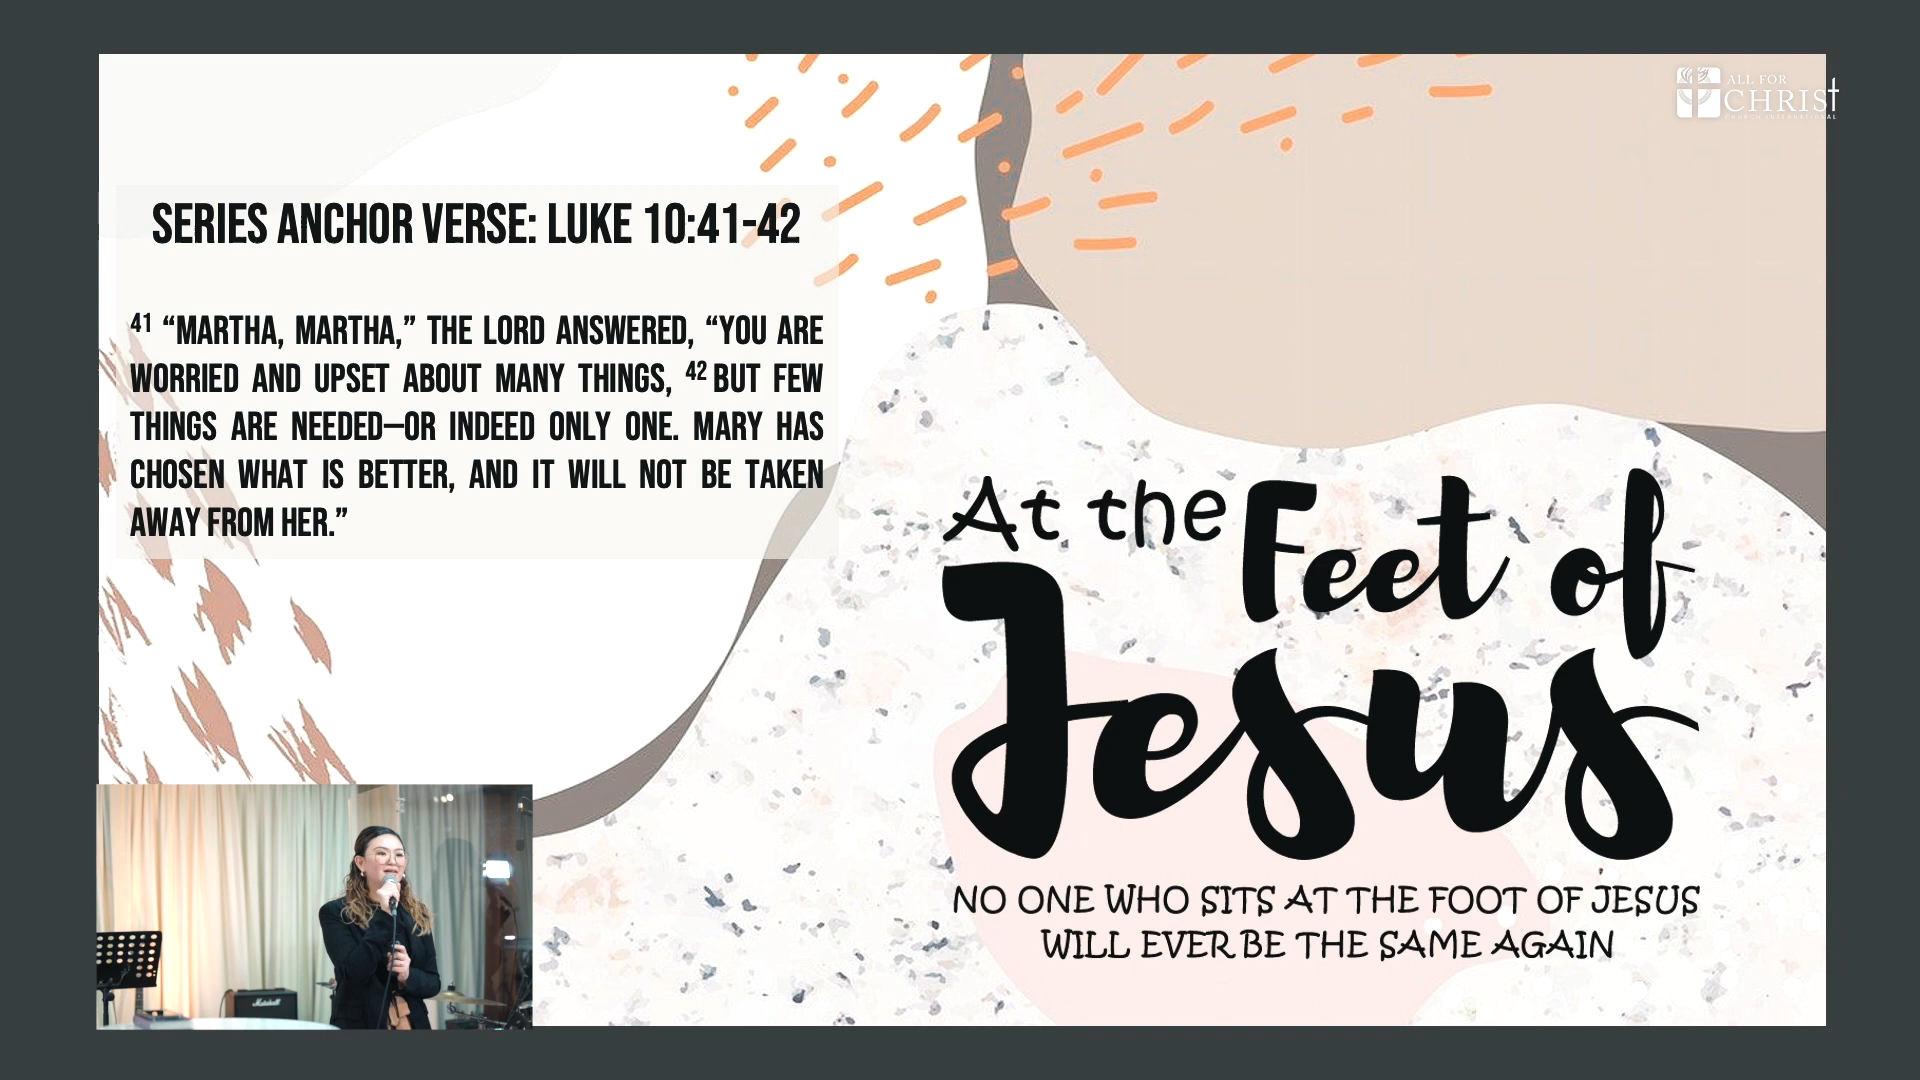 ALL FOR
CHRIST
CHURCH INTERNATIONAL
SERIES ANCHOR VERSE: LUKE 10:41-42
41 “MARTHA, MARTHA,” THE LORD ANSWERED, “YOU ARE
WORRIED AND UPSET ABOUT MANY THINGS, 42 BUT FEW
THINGS ARE NEEDED—OR INDEED ONLY ONE. MARY HAS
CHOSEN WHAT IS BETTER, AND IT WILL NOT BE TAKEN
AWAY FROM HER.”
At the Feet of
Jesus
NO ONE WHO SITS AT THE FOOT OF JESUS
WILL EVER BE THE SAME AGAIN
Marshall